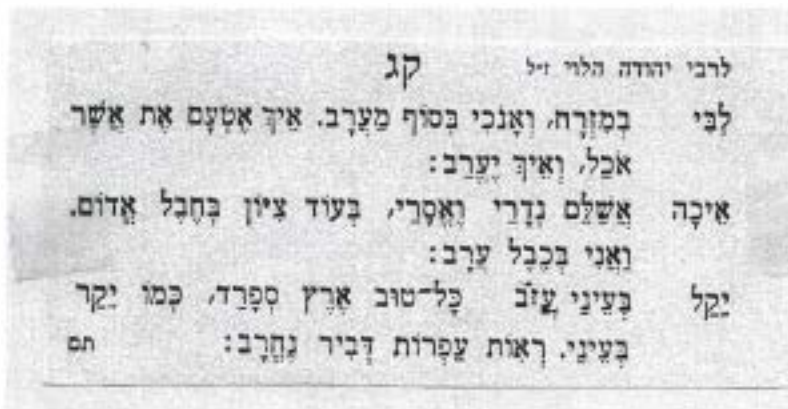 לרבי יהודה הלוי ז״ל קג
לִבִּי בְמִזְרָח, וְאָנֹכִי בְּסוֹף מַעֲרָב. אֵיךְ אֶטְעַם אֶת אֲשֶׁר
אֹכַל, וְאֵיךְ יֶעֱרַב:
אֵיכָה אֲשַׁלֵּם נְדָרַי וֶאֱסָרַי, בְּעוֹד צִיּוֹן בְּחֶבֶל אֱדוֹם.
וַאֲנִי בְּכֶבֶל עֲרָב:
יֵקַל בְּעֵינַי עֲזֹב כָּל־טוּב אֶרֶץ סְפָרַד, כְּמוֹ יֵקַר
בְּעֵינַי. רְאוֹת עַפְרוֹת דְּבִיר נֶחֱרָב: תם